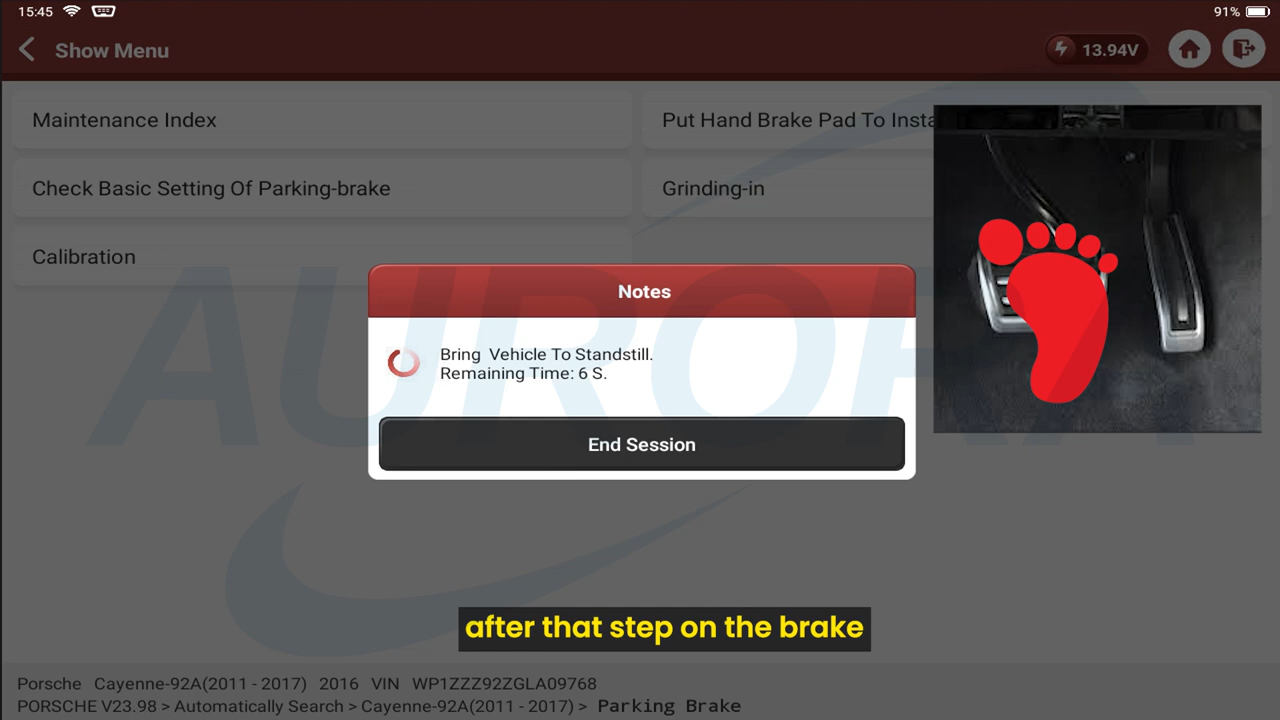 15:45
91%
Show Menu
13.94V
Maintenance Index
Put Hand Brake Pad To Insta
Check Basic Setting Of Parking-brake
Grinding-in
Calibration
AURORA
Notes
Bring Vehicle To Standstill.
Remaining Time: 6 S.
End Session
after that step on the brake
Porsche Cayenne-92A(2011 - 2017) 2016 VIN WP1ZZZ92ZGLA09768
PORSCHE V23.98 > Automatically Search > Cayenne-92A(2011 - 2017) > Parking Brake